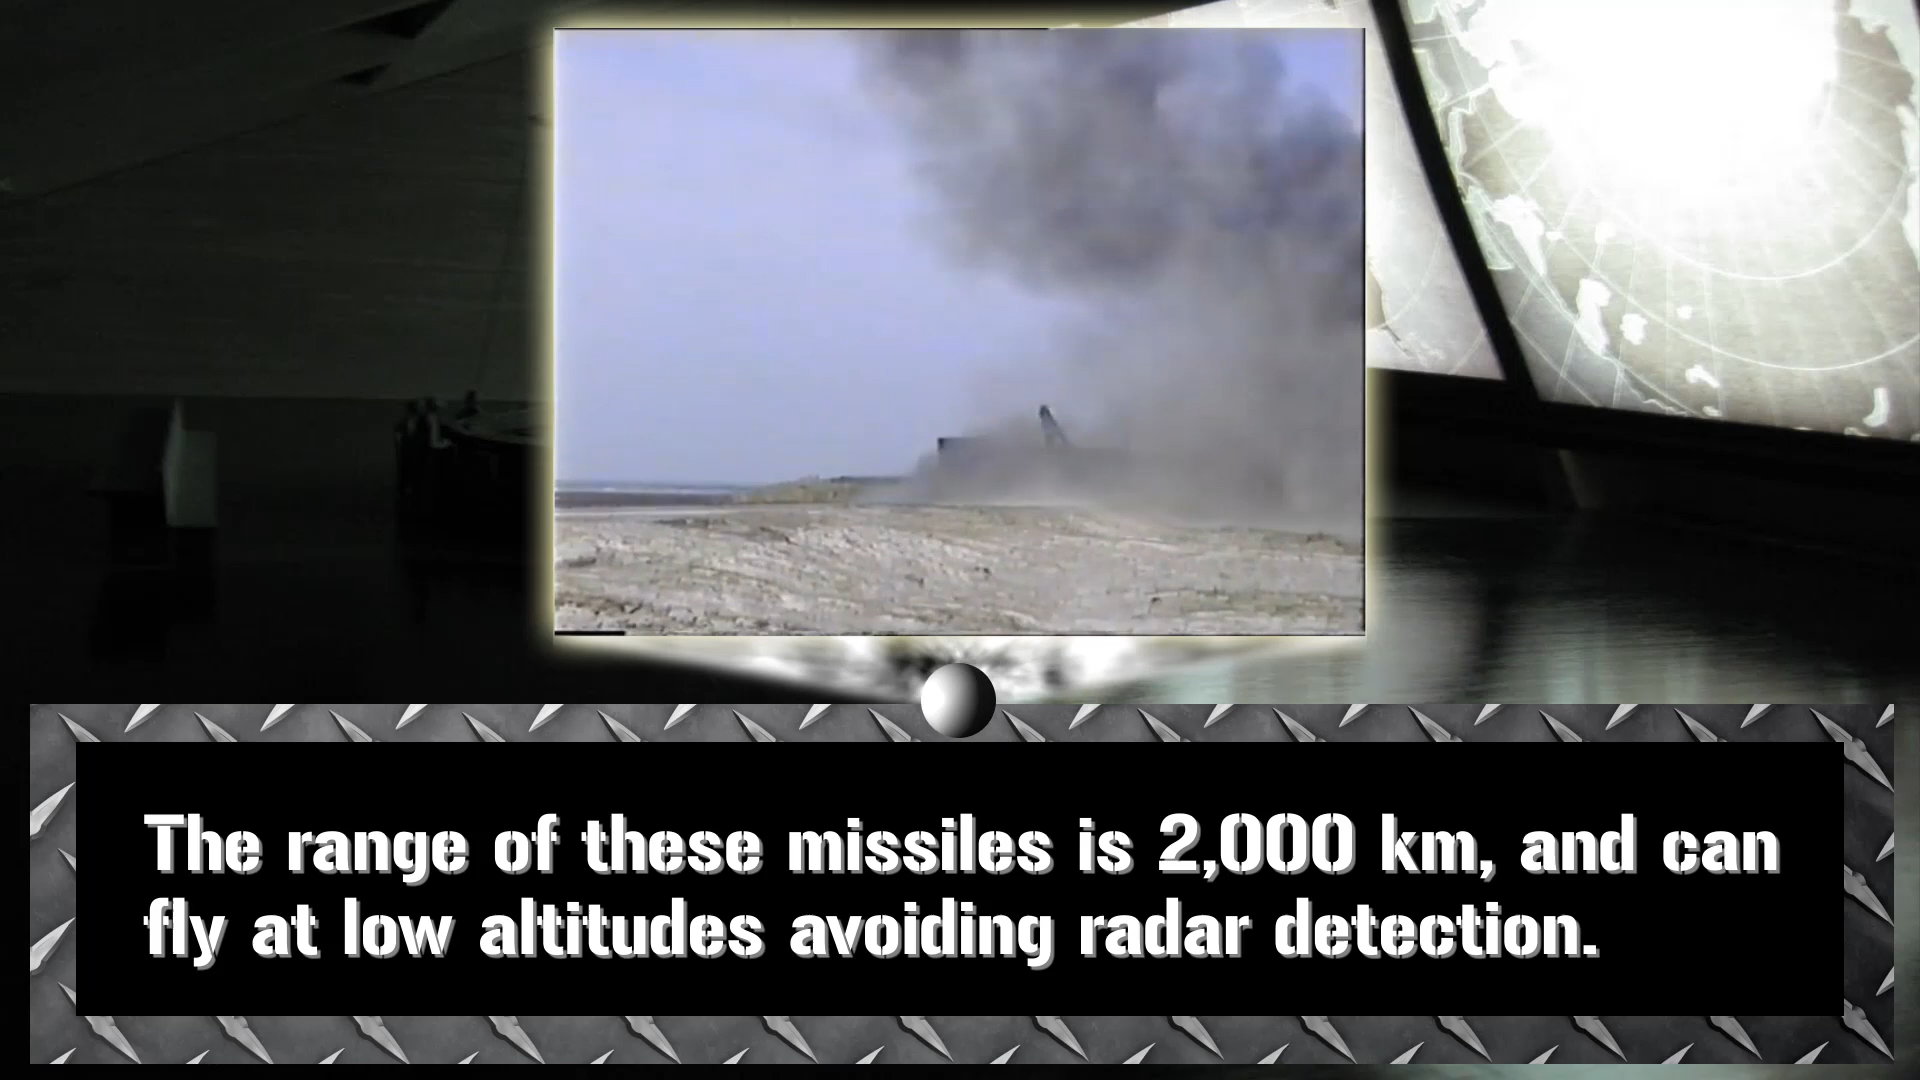 The range of these missiles is 2,000 km, and can
fly at low altitudes avoiding radar detection.